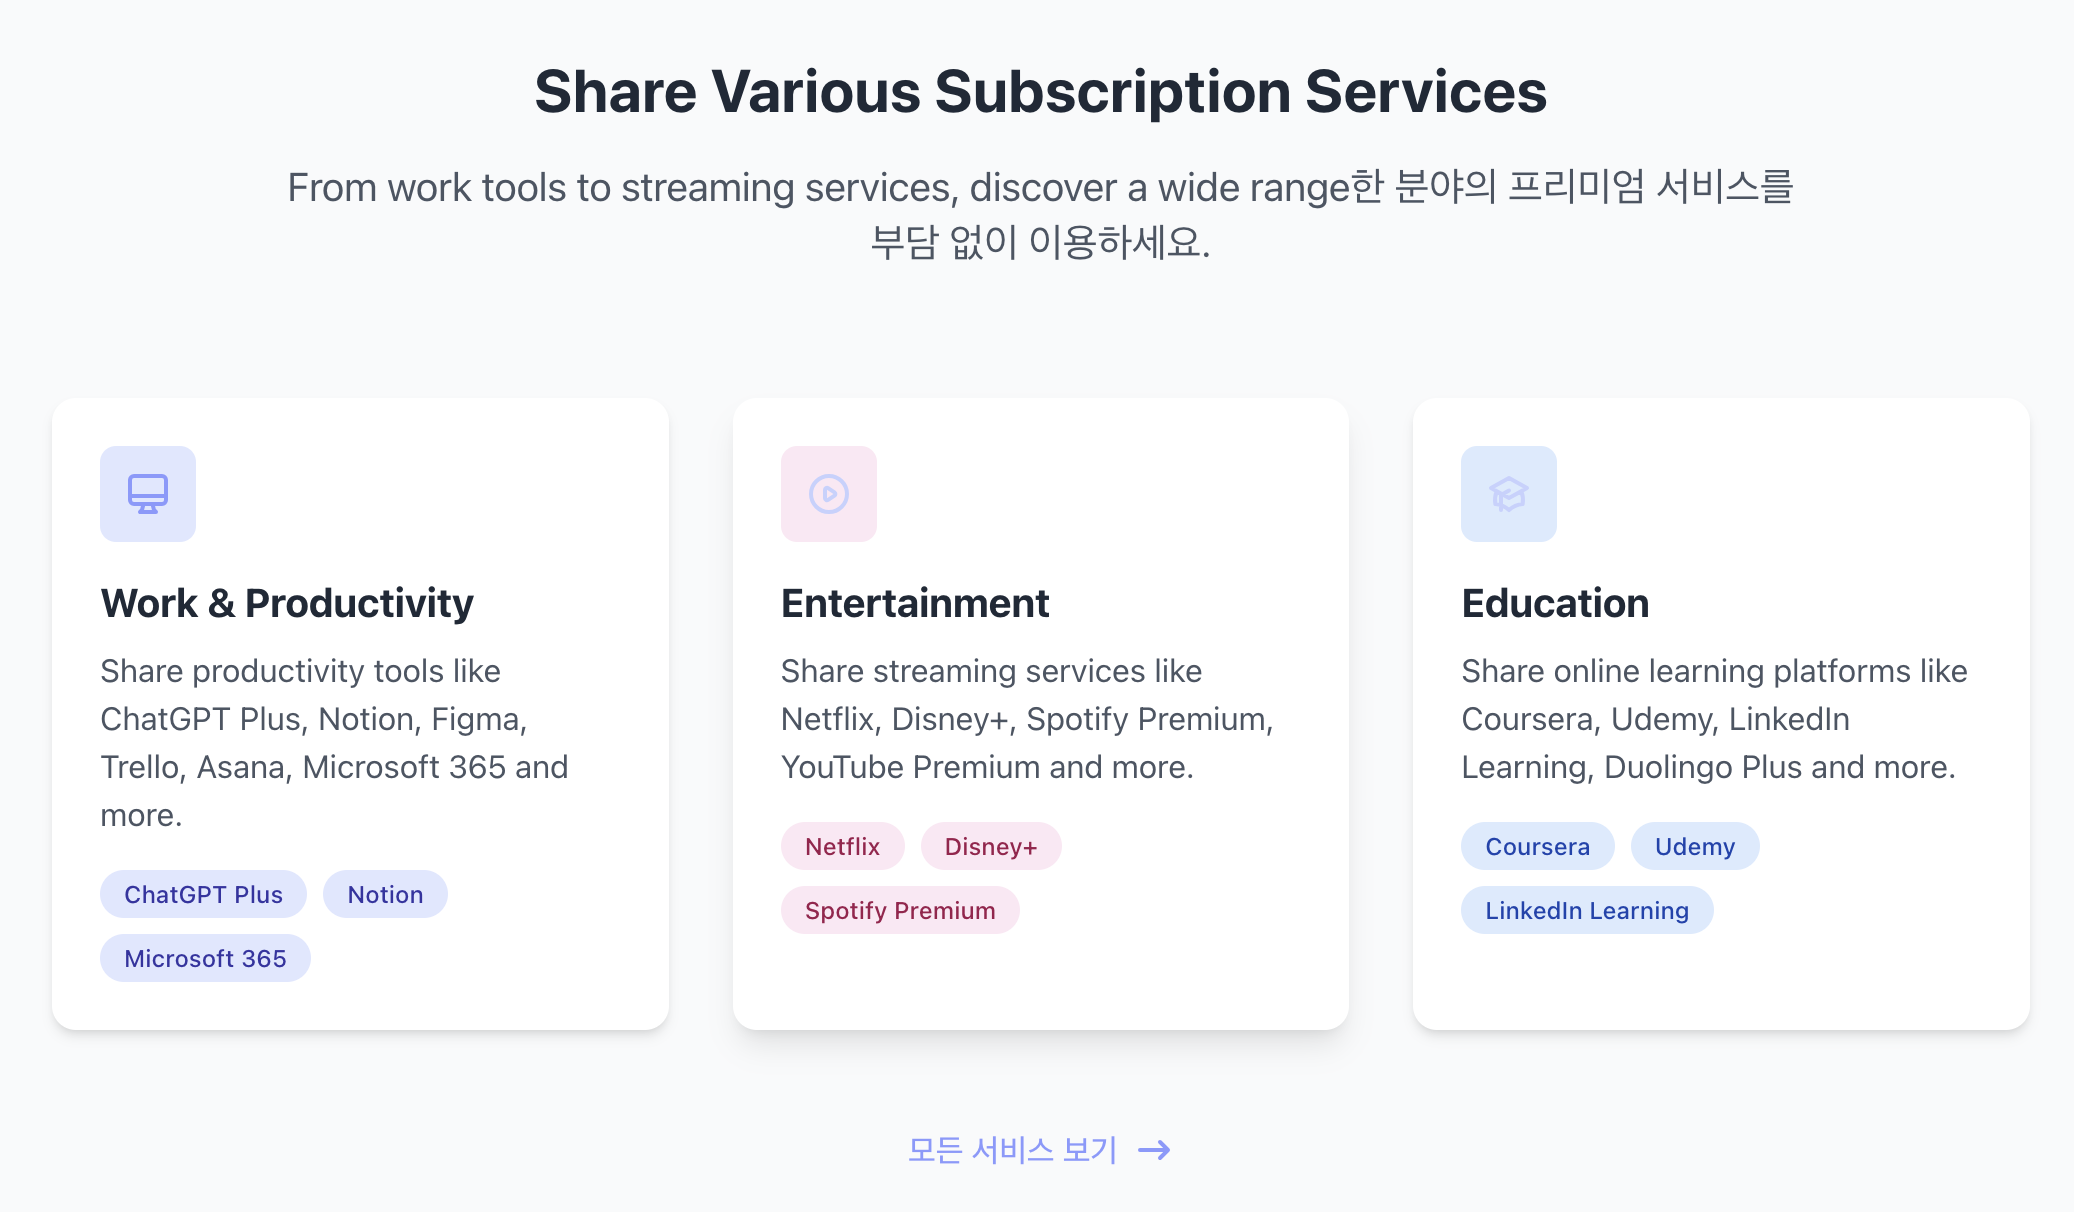 Share Various Subscription Services
From work tools to streaming services, discover a wide range한 분야의 프리미엄 서비스를
부담 없이 이용하세요.
Work & Productivity
Share productivity tools like
ChatGPT Plus, Notion, Figma,
Trello, Asana, Microsoft 365 and
more.
ChatGPT Plus
Notion
Microsoft 365
Entertainment
Share streaming services like
Netflix, Disney+, Spotify Premium,
YouTube Premium and more.
Netflix
Disney+
Spotify Premium
Education
Share online learning platforms like
Coursera, Udemy, LinkedIn
Learning, Duolingo Plus and more.
Coursera
Udemy
LinkedIn Learning
모든 서비스 보기